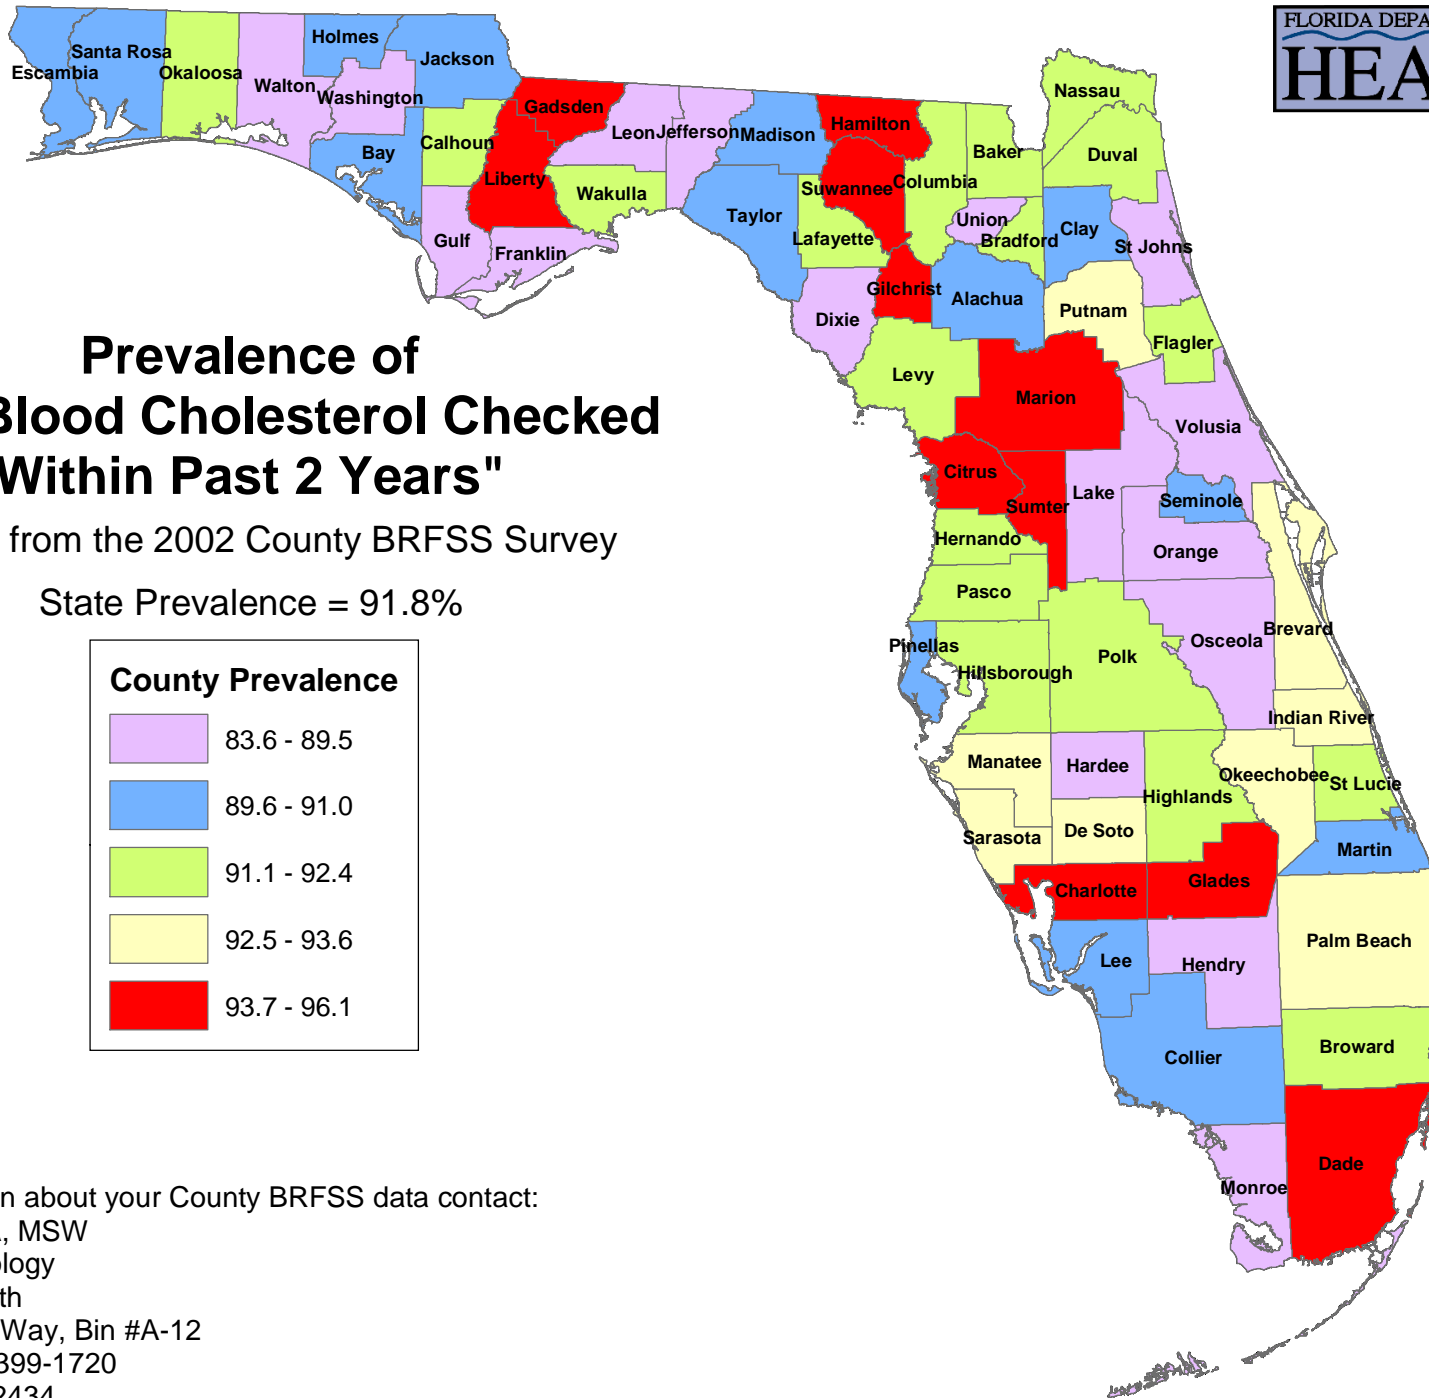 FLORIDA DEPA
HEA
Escambia
Santa Rosa
Okaloosa
Walton
Holmes
Washington
Jackson
Bay
Calhoun
Gulf
Gadsden
Liberty
Franklin
Leon
Wakulla
Jefferson
Madison
Taylor
Hamilton
Suwannee
Lafayette
Dixie
Columbia
Gilchrist
Baker
Union
Bradford
Nassau
Duval
Clay
St Johns
Alachua
Putnam
Flagler
Levy
Marion
Volusia
Citrus
Sumter
Lake
Seminole
Orange
Hernando
Pasco
Pinellas
Hillsborough
Polk
Osceola
Brevard
Indian River
Manatee
Hardee
Highlands
Okeechobee
St Lucie
Sarasota
De Soto
Martin
Charlotte
Glades
Lee
Hendry
Palm Beach
Collier
Broward
Monroe
Dade
Prevalence of
Blood Cholesterol Checked
Within Past 2 Years"
from the 2002 County BRFSS Survey
State Prevalence = 91.8%
County Prevalence
83.6 - 89.5
89.6 - 91.0
91.1 - 92.4
92.5 - 93.6
93.7 - 96.1
n about your County BRFSS data contact:
, MSW
ology
th
Way, Bin #A-12
399-1720
2434